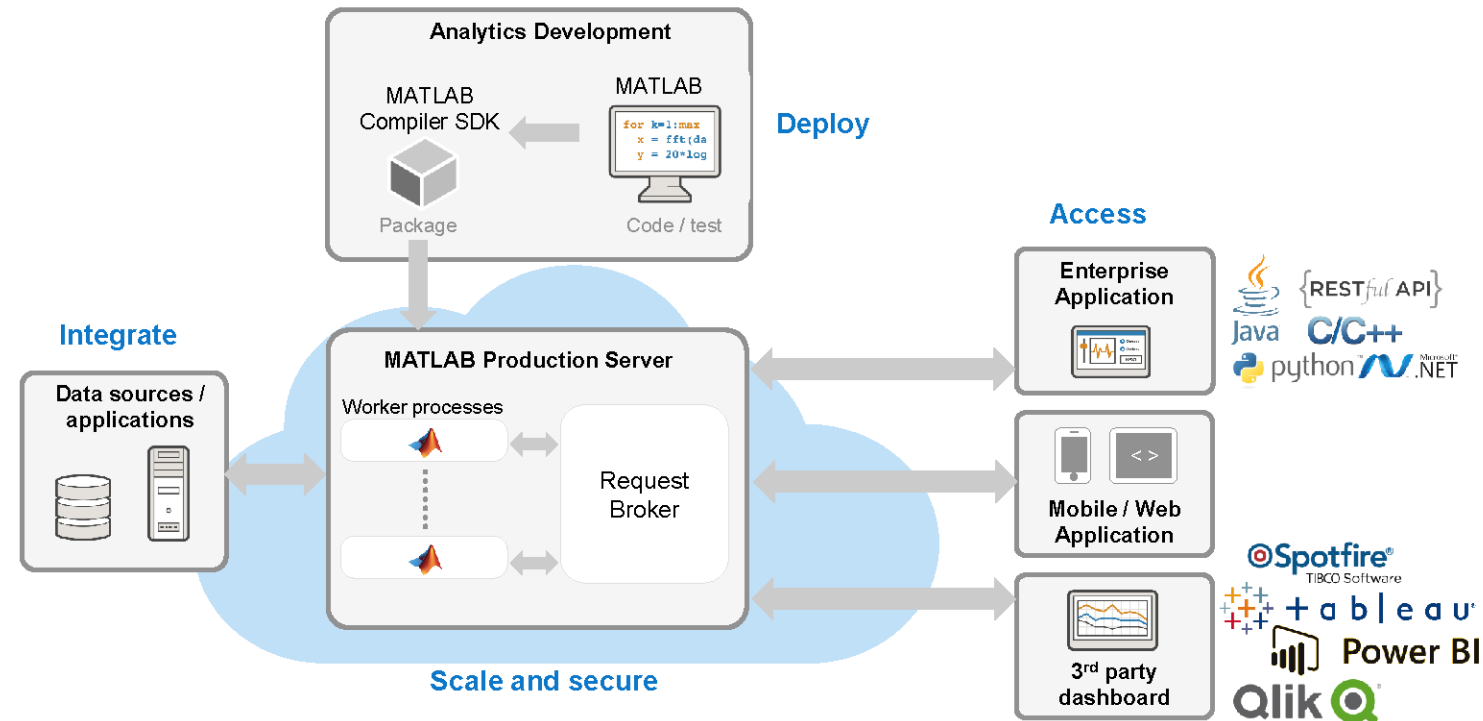 Analytics Development
MATLAB
Compiler SDK
MATLAB
for k=1:max
x = fft(da
y = 20*log
Package
Code / test
Deploy
Access
Enterprise
Application
Java
{RESTful API}
C/C++
python™
Microsoft®
.NET
Integrate
Data sources /
applications
MATLAB Production Server
Worker processes
Request
Broker
< >
Mobile / Web
Application
Spotfire®
TIBCO Software
+ableau
Power BI
Qlik
3rd party
dashboard
Scale and secure